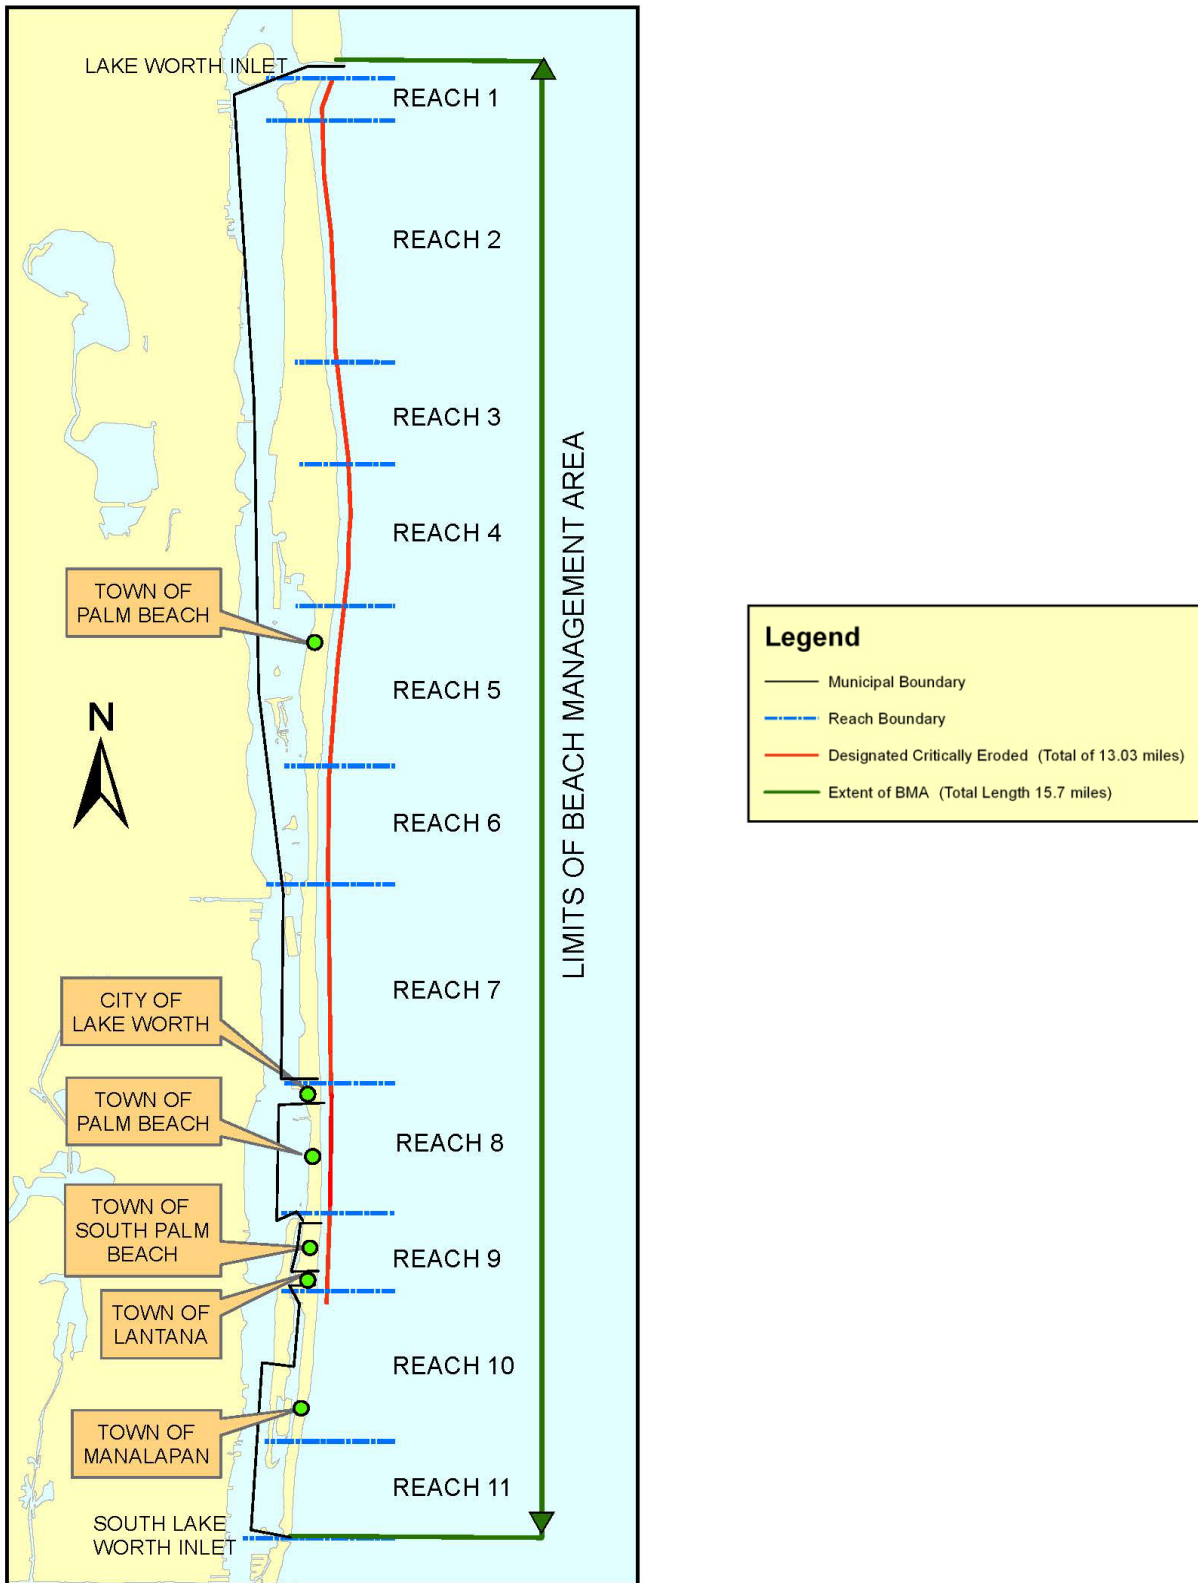 LAKE WORTH INLET
REACH 1
REACH 2
REACH 3
REACH 4
TOWN OF
PALM BEACH
REACH 5
N
REACH 6
LIMITS OF BEACH MANAGEMENT AREA
REACH 7
CITY OF
LAKE WORTH
TOWN OF
PALM BEACH
REACH 8
TOWN OF
SOUTH PALM
BEACH
REACH 9
TOWN OF
LANTANA
REACH 10
TOWN OF
MANALAPAN
REACH 11
SOUTH LAKE
WORTH INLET
Legend
Municipal Boundary
Reach Boundary
Designated Critically Eroded (Total of 13.03 miles)
Extent of BMA (Total Length 15.7 miles)